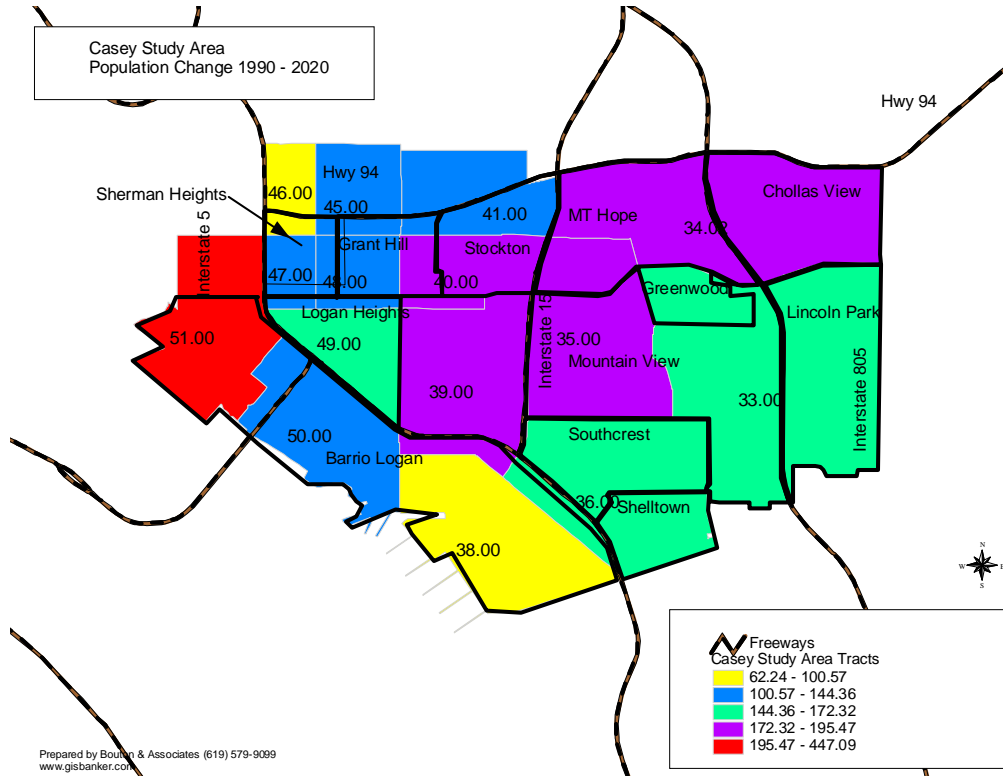 Casey Study Area
Population Change 1990 - 2020
Hwy 94
Hwy 94
Sherman Heights
46.00
45.00
41.00
MT Hope
Chollas View
34.02
Interstate 5
Grant Hill
Stockton
47.00
48.00
40.00
Greenwood
Logan Heights
Lincoln Park
51.00
49.00
Interstate 15
35.00
Mountain View
Interstate 805
39.00
33.00
50.00
Southcrest
Barrio Logan
36.00
Shelltown
38.00
N
W
E
S
Freeways
Casey Study Area Tracts
62.24 - 100.57
100.57 - 144.36
144.36 - 172.32
172.32 - 195.47
195.47 - 447.09
Prepared by Bouton & Associates (619) 579-9099
www.gisbanker.com